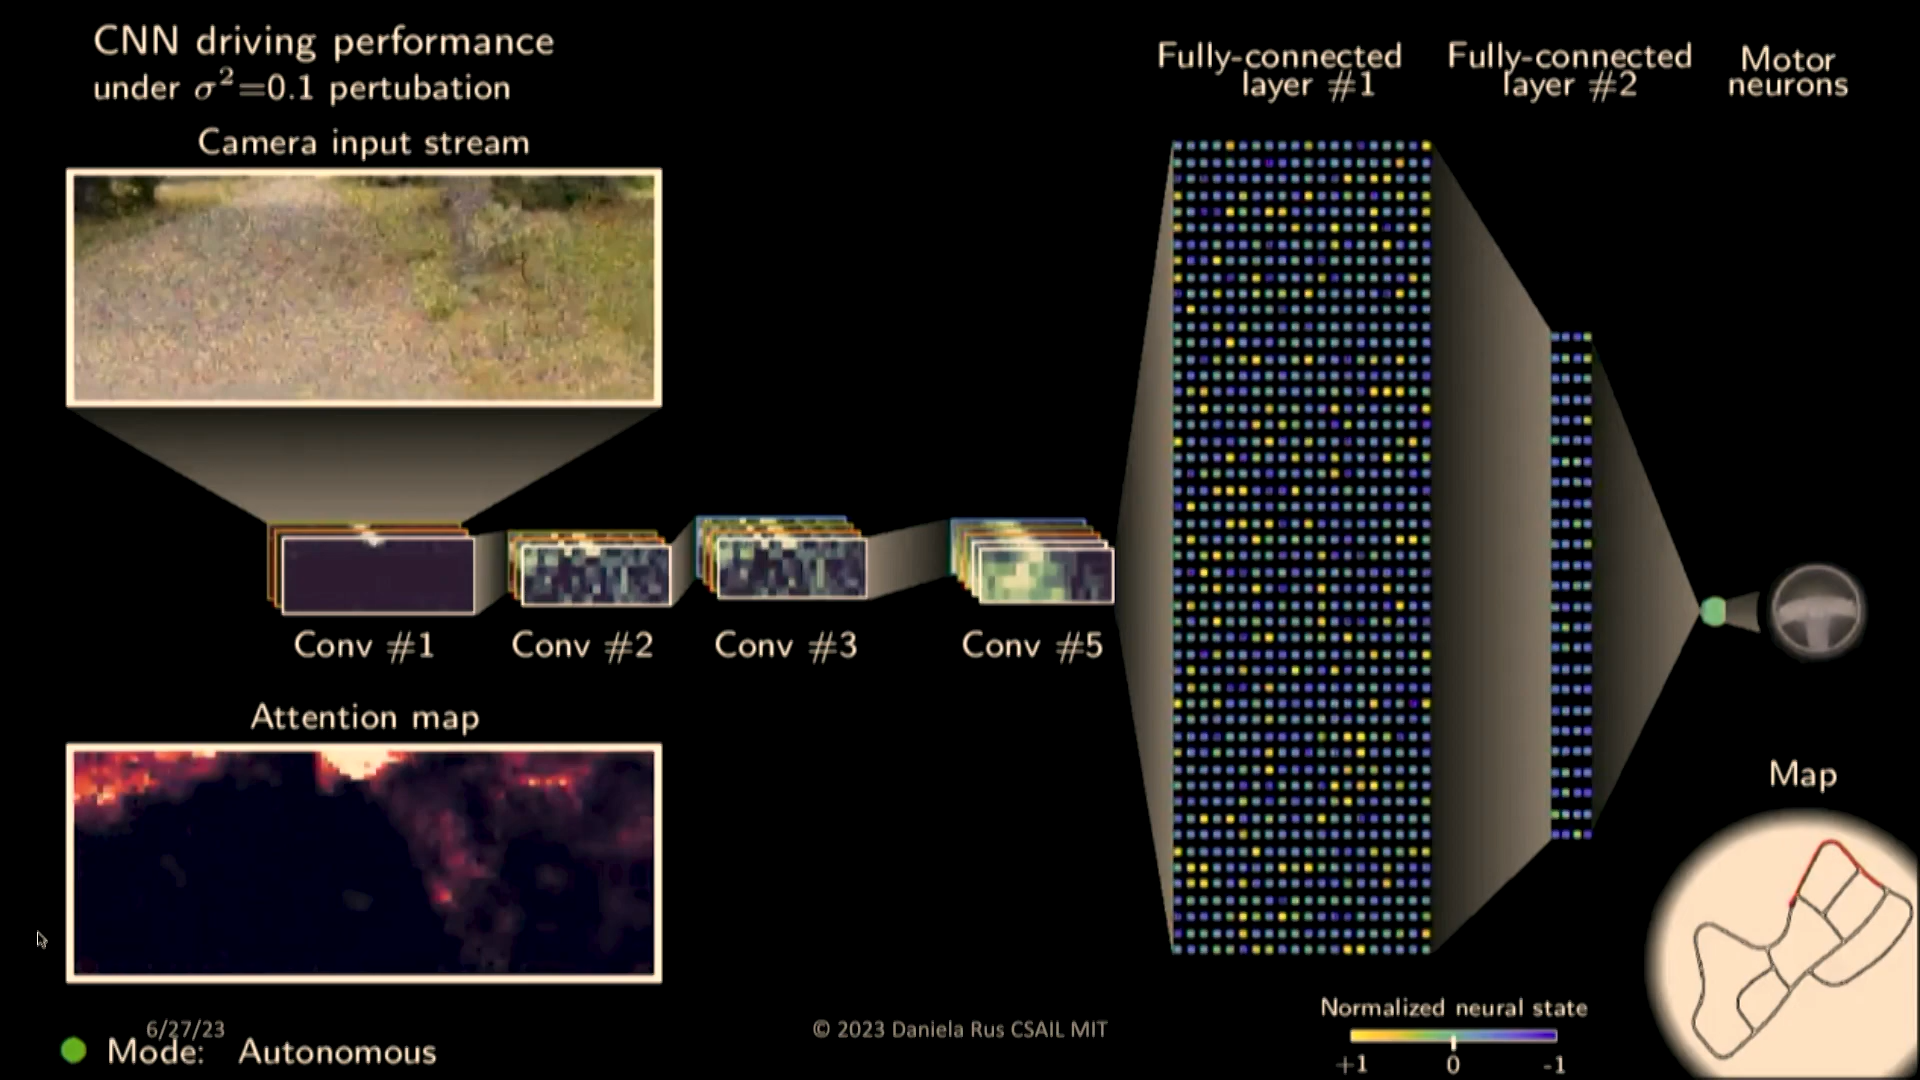 CNN driving performance
under σ²=0.1 pertubation
Camera input stream
Fully-connected
layer #1
Fully-connected
layer #2
Motor
neurons
Conv #1
Conv #2
Conv #3
Conv #5
Attention map
Map
Normalized neural state
+1 0 -1
6/27/23
© 2023 Daniela Rus CSAIL MIT
Mode: Autonomous